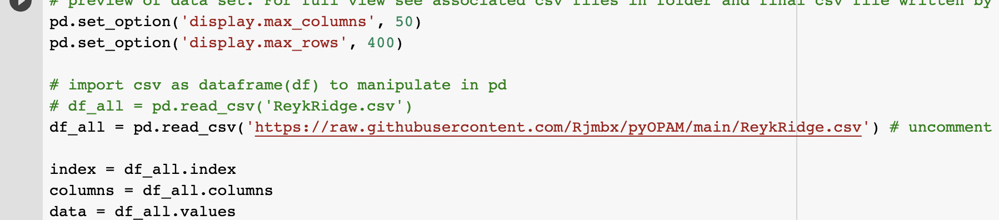 # preview of data set. For full view see associated csv files in folder and final csv file written by
pd.set_option('display.max_columns', 50)
pd.set_option('display.max_rows', 400)
# import csv as dataframe(df) to manipulate in pd
# df_all = pd.read_csv('ReykRidge.csv')
df_all = pd.read_csv('https://raw.githubusercontent.com/Rjmbx/pyOPAM/main/ReykRidge.csv') # uncomment
index = df_all.index
columns = df_all.columns
data = df_all.values